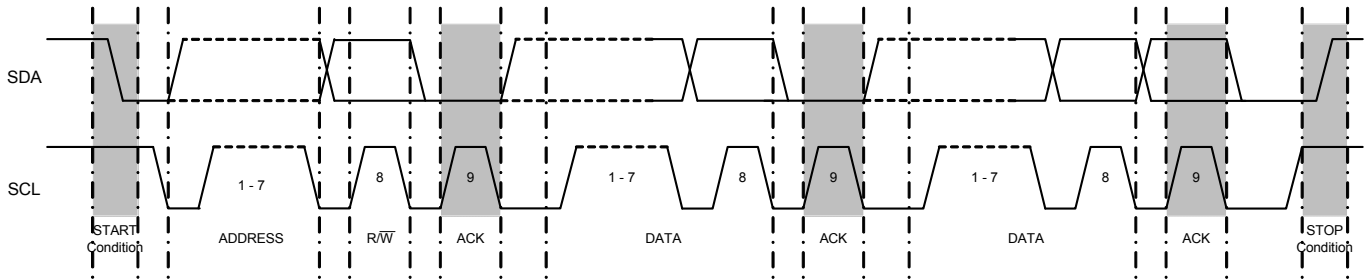 SDA
SCL
1 - 7
8
9
1 - 7
8
9
1 - 7
8
9
START
Condition
ADDRESS
R/W̅
ACK
DATA
ACK
DATA
ACK
STOP
Condition